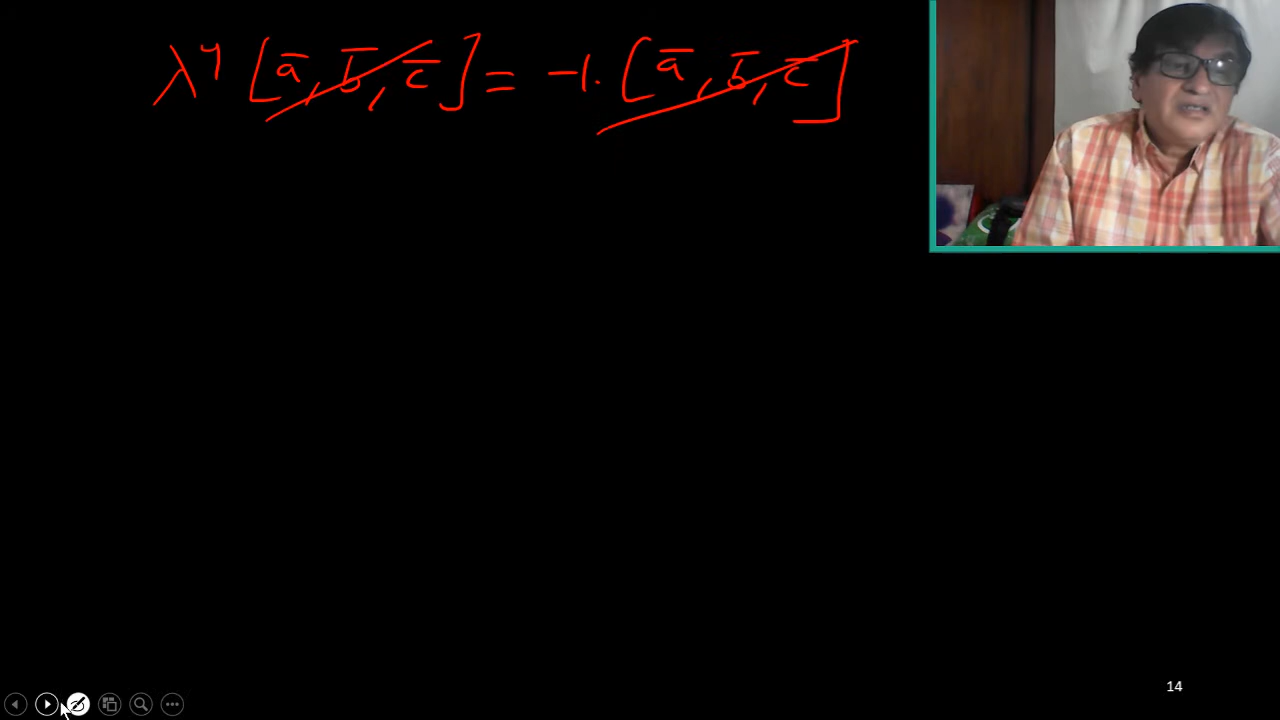 λ⁴ [a̅, b̅, c̅] = -1. [a̅, b̅, c̅]
14